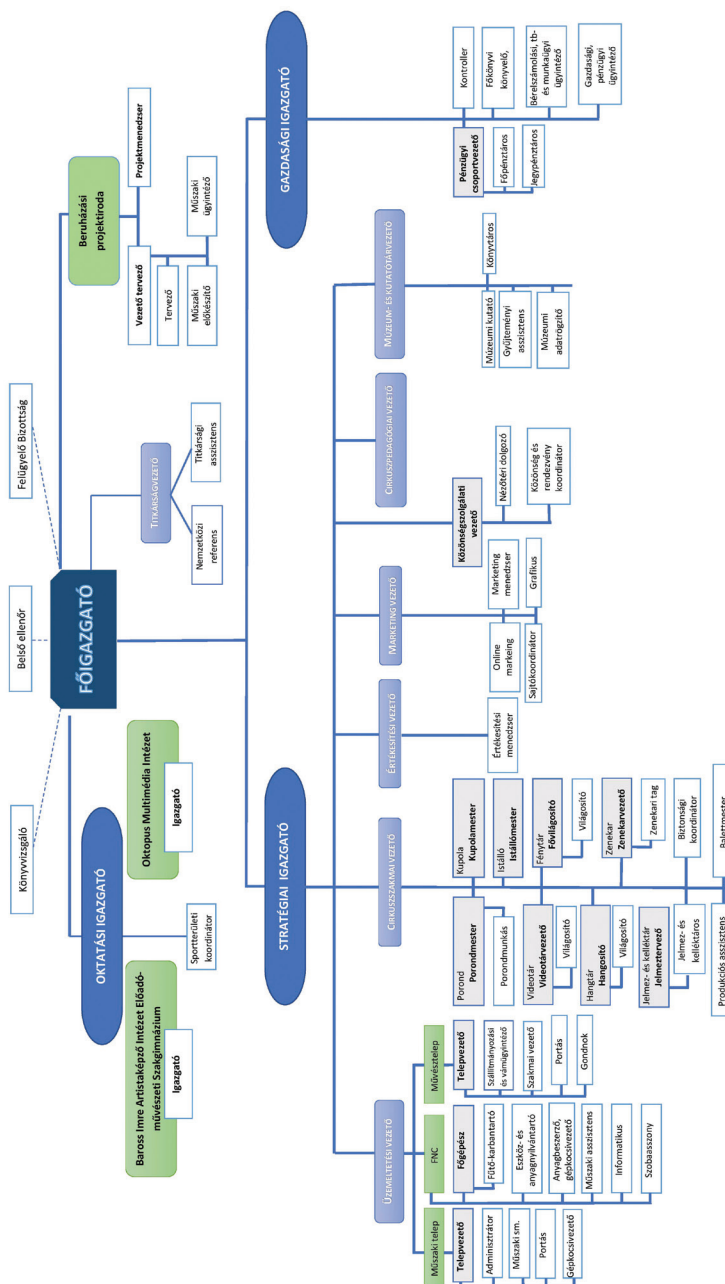 Könyvvizsgáló
Belső ellenőr
Felügyelő Bizottság
FŐIGAZGATÓ
OKTATÁSI IGAZGATÓ
Baross Imre Artistaképző Intézet Előadó-
művészeti Szakgimnázium
Igazgató
Sportterületi
koordinátor
Oktopus Multimédia Intézet
Igazgató
TITKÁRSÁGVEZETŐ
Nemzetközi
referens
Titkársági
asszisztens
Beruházási
projektiroda
Vezető tervező
Projektmenedzser
Tervező
Műszaki
előkészítő
Műszaki
ügyintéző
STRATÉGIAI IGAZGATÓ
GAZDASÁGI IGAZGATÓ
ÜZEMELTETÉSI VEZETŐ
Műszaki telep
Telepvezető
Adminisztrátor
Műszaki sm.
Portás
Gépkocsivezető
FNC
Főgépész
Fűtő-karbantartó
Eszköz- és
anyagnyilvántartó
Anyagbeszerző,
gépkocsivezető
Műszaki asszisztens
Informatikus
Szobaasszony
Művésztelep
Telepvezető
Szállítmányozási
és vámügyintéző
Szakmai vezető
Portás
Gondnok
CIRKUSZSZAKMAI VEZETŐ
Porond
Porondmester
Porondmunkás
Kupola
Kupolamester
Istálló
Istállómester
Videotár
Videotárvezető
Világosító
Fénytár
Fővilágosító
Világosító
Hangtár
Hangosító
Világosító
Zenekar
Zenekarvezető
Zenekari tag
Jelmez- és kelléktár
Jelmeztervező
Jelmez- és
kelléktáros
Biztonsági
koordinátor
Produkciós asszisztens
Balettmester
ÉRTÉKESÍTÉSI VEZETŐ
Értékesítési
menedzser
MARKETING VEZETŐ
Online
markeing
Marketing
menedzser
Sajtókoordinátor
Grafikus
CIRKUSZPEDAGÓGIAI VEZETŐ
Közönségszolgálati
vezető
Nézőtéri dolgozó
Közönség és
rendezvény
koordinátor
MÚZEUM- ÉS KUTATÓTÁRVEZETŐ
Múzeumi kutató
Könyvtáros
Gyűjteményi
asszisztens
Múzeumi
adatrögzítő
Pénzügyi
csoportvezető
Főpénztáros
Jegypénztáros
Kontroller
Főkönyvi
könyvelő,
Bérelszámolási, tb-
és munkaügyi
ügyintéző
Gazdasági,
pénzügyi
ügyintéző